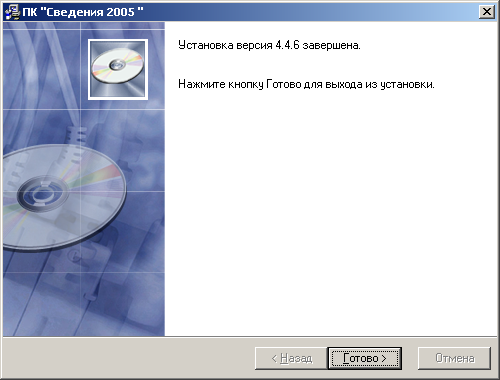 ПК "Сведения 2005 "
Установка версия 4.4.6 завершена.
Нажмите кнопку Готово для выхода из установки.
< Назад
Готово >
Отмена